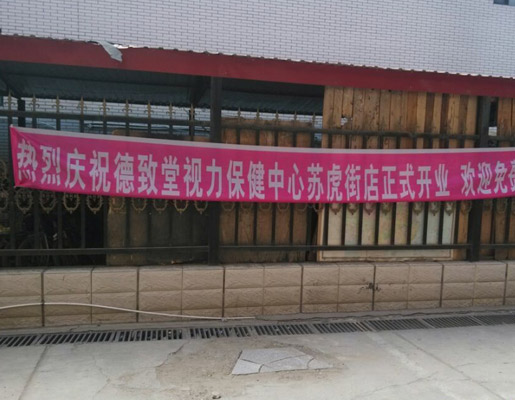 热烈庆祝德致堂视力保健中心苏虎街店正式开业 欢迎免